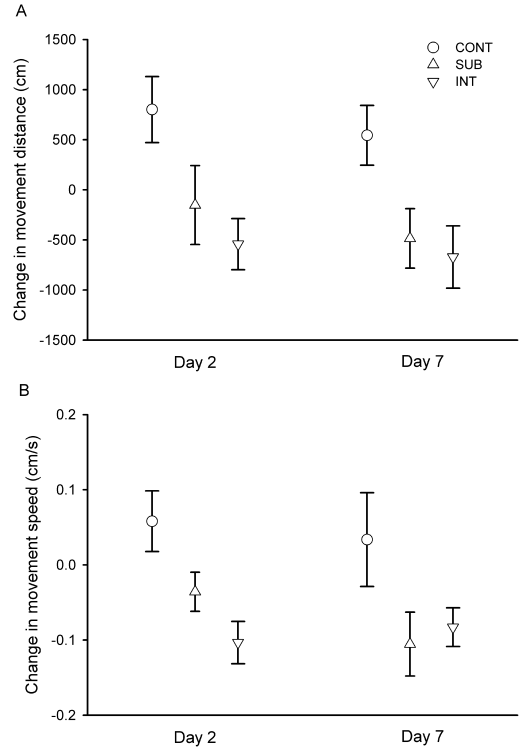 A
1500
1000
500
0
-500
-1000
-1500
Change in movement distance (cm)
CONT
SUB
INT
Day 2 Day 7
B
0.2
0.1
0.0
-0.1
-0.2
Change in movement speed (cm/s)
Day 2 Day 7